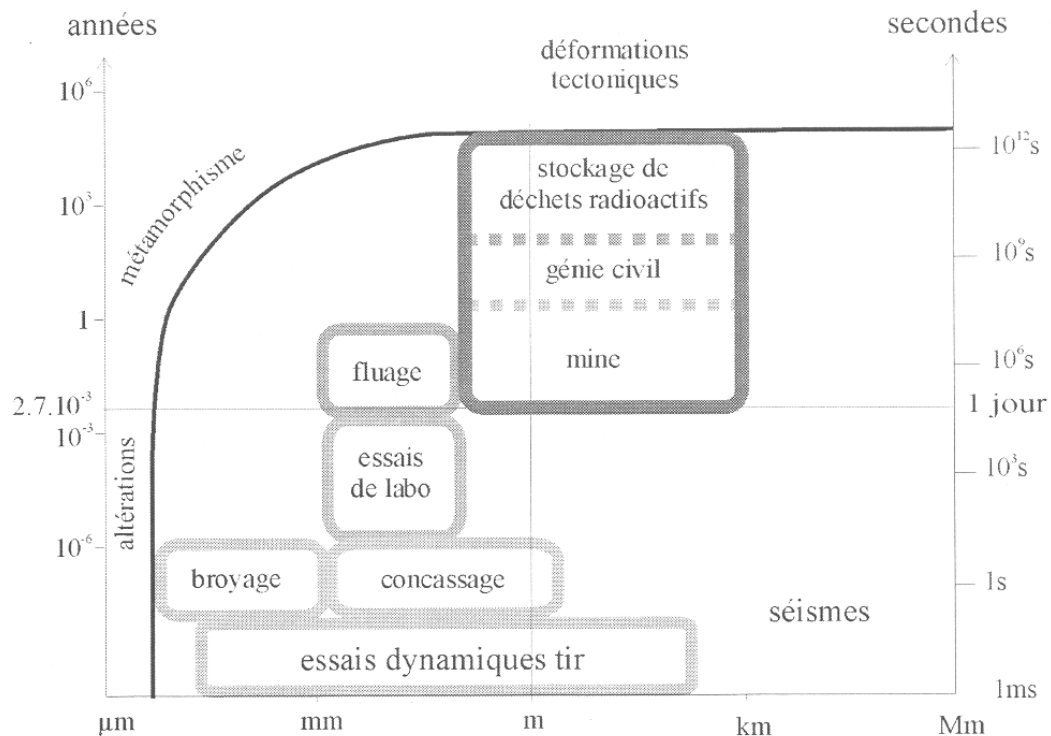 années
secondes
déformations
tectoniques
10⁶
10¹²s
métamorphisme
stockage de
déchets radioactifs
10³
10⁹s
génie civil
1
mine
10⁶s
fluage
2.7.10⁻³
1 jour
10⁻³
altérations
essais
de labo
10³s
10⁻⁶
broyage
concassage
1s
séismes
essais dynamiques tir
1ms
µm
mm
m
km
Mm